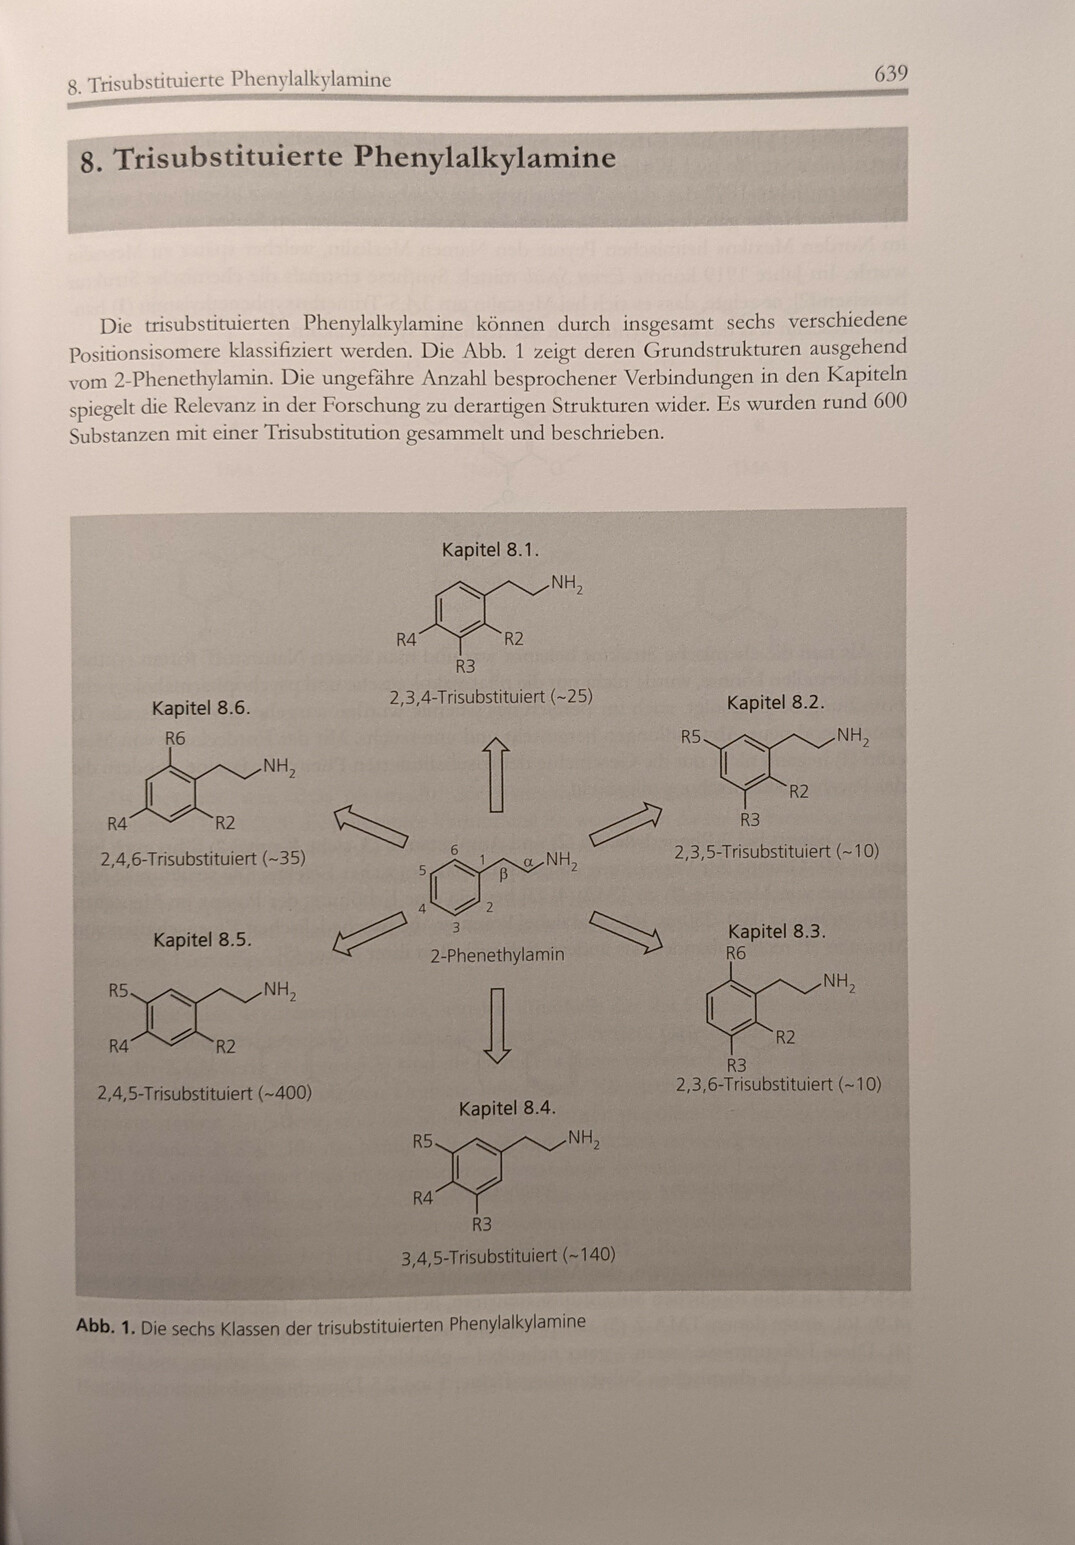 8. Trisubstituierte Phenylalkylamine
639
8. Trisubstituierte Phenylalkylamine
Die trisubstituierten Phenylalkylamine können durch insgesamt sechs verschiedene
Positionsisomere klassifiziert werden. Die Abb. 1 zeigt deren Grundstrukturen ausgehend
vom 2-Phenethylamin. Die ungefähre Anzahl besprochener Verbindungen in den Kapiteln
spiegelt die Relevanz in der Forschung zu derartigen Strukturen wider. Es wurden rund 600
Substanzen mit einer Trisubstitution gesammelt und beschrieben.
Kapitel 8.1.
NH2
R4
R2
R3
2,3,4-Trisubstituiert (~25)
Kapitel 8.6.
R6
NH2
R4
R2
2,4,6-Trisubstituiert (~35)
Kapitel 8.2.
R5
NH2
R2
R3
2,3,5-Trisubstituiert (~10)
6
5
1
α
NH2
β
4
2
3
2-Phenethylamin
Kapitel 8.5.
R5
NH2
R4
R2
2,4,5-Trisubstituiert (~400)
Kapitel 8.3.
R6
NH2
R2
R3
2,3,6-Trisubstituiert (~10)
Kapitel 8.4.
R5
NH2
R4
R3
3,4,5-Trisubstituiert (~140)
Abb. 1. Die sechs Klassen der trisubstituierten Phenylalkylamine